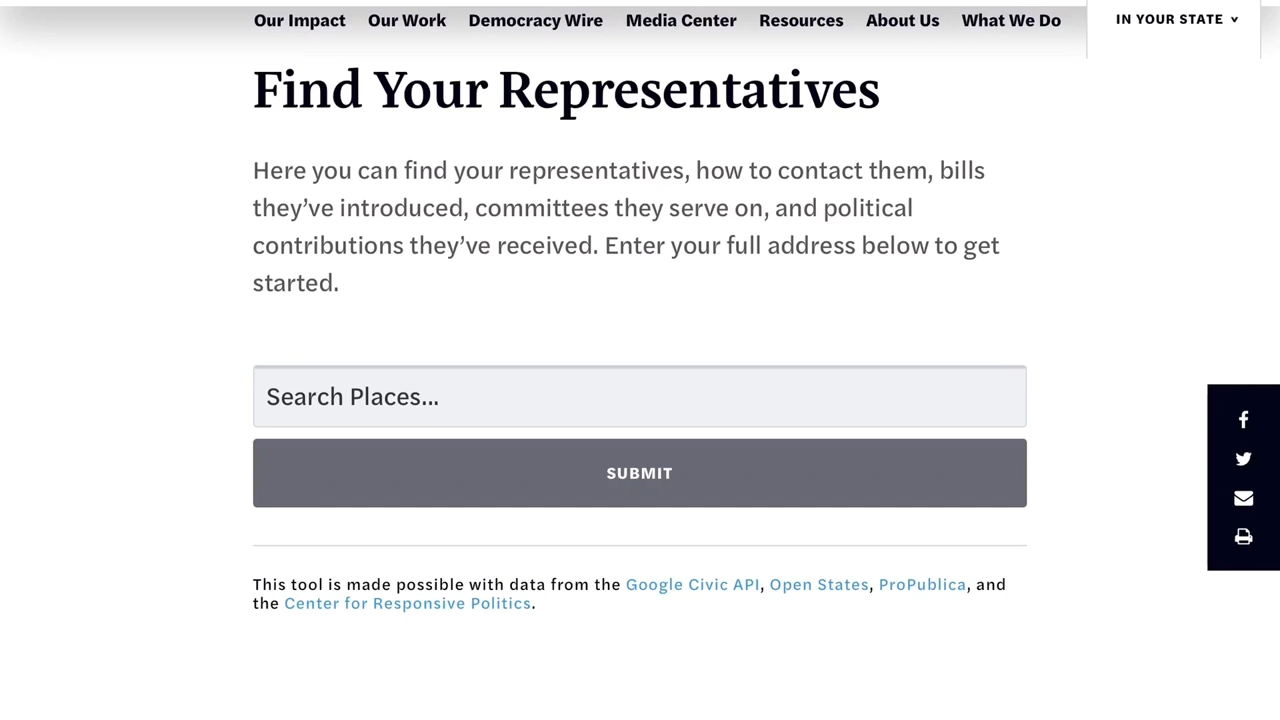 Our Impact Our Work Democracy Wire Media Center Resources About Us What We Do IN YOUR STATE
Find Your Representatives
Here you can find your representatives, how to contact them, bills
they’ve introduced, committees they serve on, and political
contributions they’ve received. Enter your full address below to get
started.
Search Places...
SUBMIT
This tool is made possible with data from the Google Civic API, Open States, ProPublica, and
the Center for Responsive Politics.